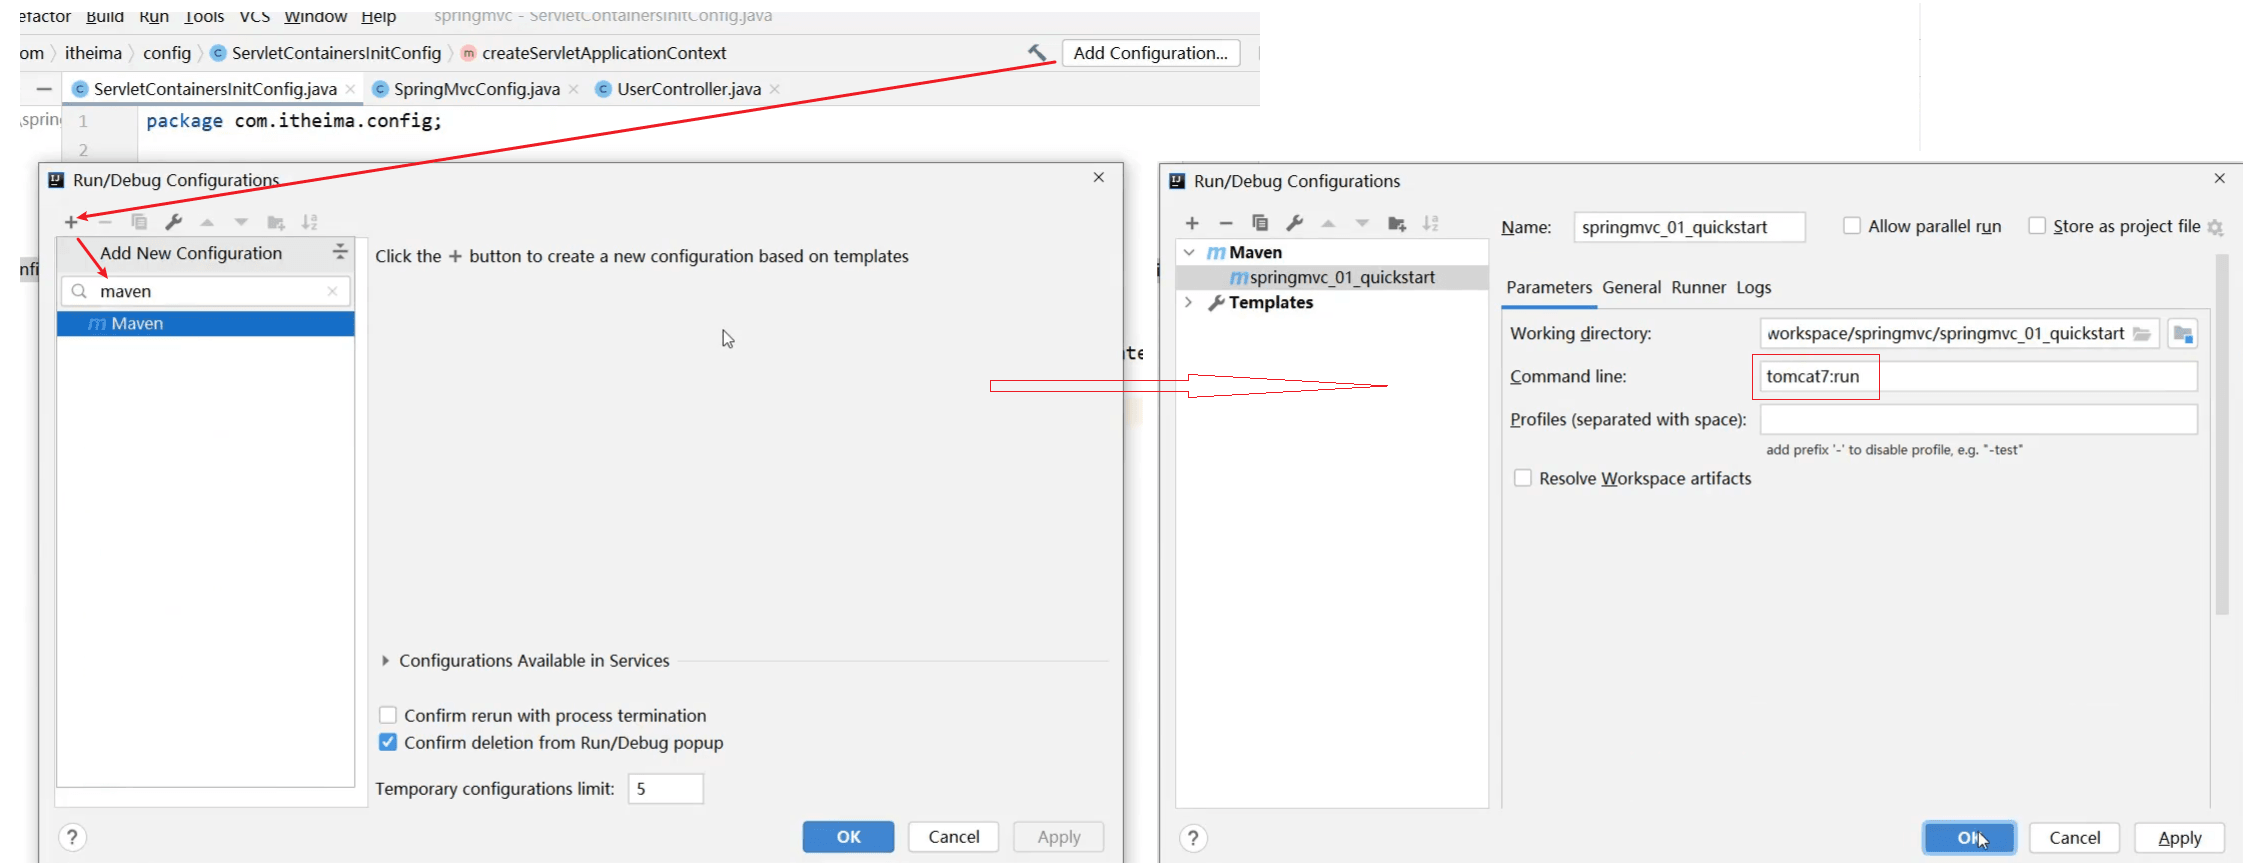 efactor Build Run Tools VCS Window Help springmvc - ServletContainersInitConfig.java
om itheima config ServletContainersInitConfig createServletApplicationContext Add Configuration...
ServletContainersInitConfig.java SpringMvcConfig.java UserController.java
\sprin 1 package com.itheima.config;
2
Run/Debug Configurations
Add New Configuration
maven
Maven
nfi
Click the + button to create a new configuration based on templates
ate
Configurations Available in Services
Confirm rerun with process termination
Confirm deletion from Run/Debug popup
Temporary configurations limit: 5
? OK Cancel Apply
Run/Debug Configurations
Maven
springmvc_01_quickstart
Templates
Name: springmvc_01_quickstart Allow parallel run Store as project file
Parameters General Runner Logs
Working directory: workspace/springmvc/springmvc_01_quickstart
Command line: tomcat7:run
Profiles (separated with space):
add prefix '-' to disable profile, e.g. "-test"
Resolve Workspace artifacts
? OK Cancel Apply